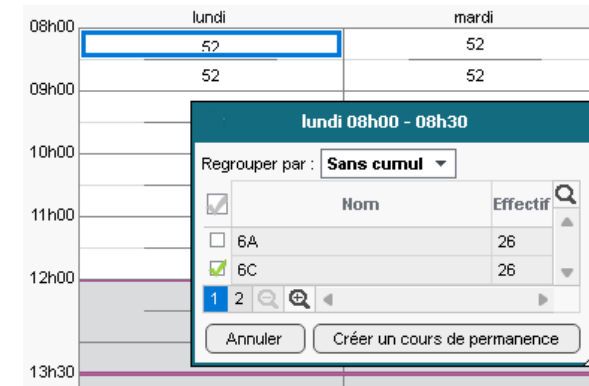 lundi mardi
08h00
52 52
52 52
09h00
lundi 08h00 - 08h30
10h00
Regrouper par : Sans cumul
Nom Effectif
11h00
6A 26
6C 26
12h00
1 2
Annuler Créer un cours de permanence
13h30